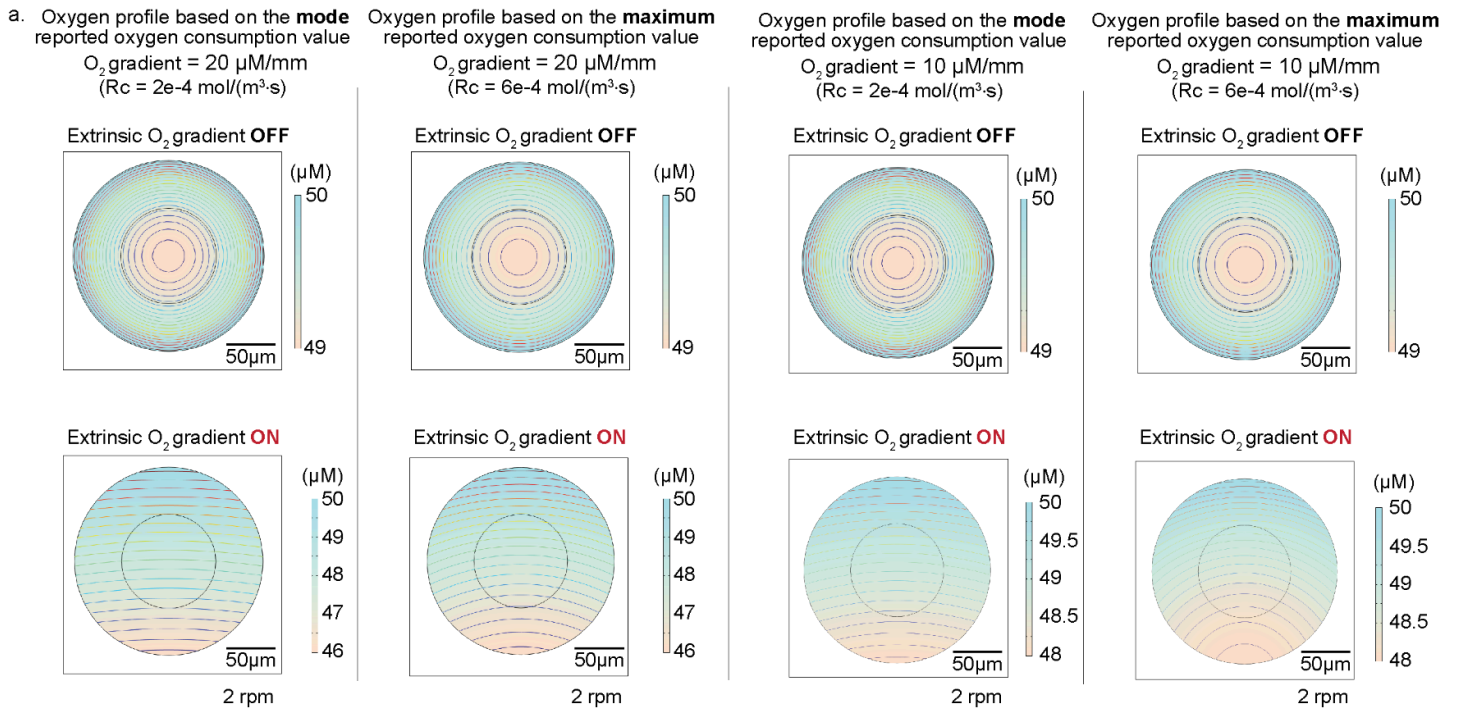 a.
Oxygen profile based on the mode
reported oxygen consumption value
O₂ gradient = 20 µM/mm
(Rc = 2e-4 mol/(m³·s)
Extrinsic O₂ gradient OFF
(µM)
50
49
50µm
Extrinsic O₂ gradient ON
(µM)
50
49
48
47
46
50µm
2 rpm
Oxygen profile based on the maximum
reported oxygen consumption value
O₂ gradient = 20 µM/mm
(Rc = 6e-4 mol/(m³·s)
Extrinsic O₂ gradient OFF
(µM)
50
49
50µm
Extrinsic O₂ gradient ON
(µM)
50
49
48
47
46
50µm
2 rpm
Oxygen profile based on the mode
reported oxygen consumption value
O₂ gradient = 10 µM/mm
(Rc = 2e-4 mol/(m³·s)
Extrinsic O₂ gradient OFF
(µM)
50
49
50µm
Extrinsic O₂ gradient ON
(µM)
50
49.5
49
48.5
48
50µm
2 rpm
Oxygen profile based on the maximum
reported oxygen consumption value
O₂ gradient = 10 µM/mm
(Rc = 6e-4 mol/(m³·s)
Extrinsic O₂ gradient OFF
(µM)
50
49
50µm
Extrinsic O₂ gradient ON
(µM)
50
49.5
49
48.5
48
50µm
2 rpm